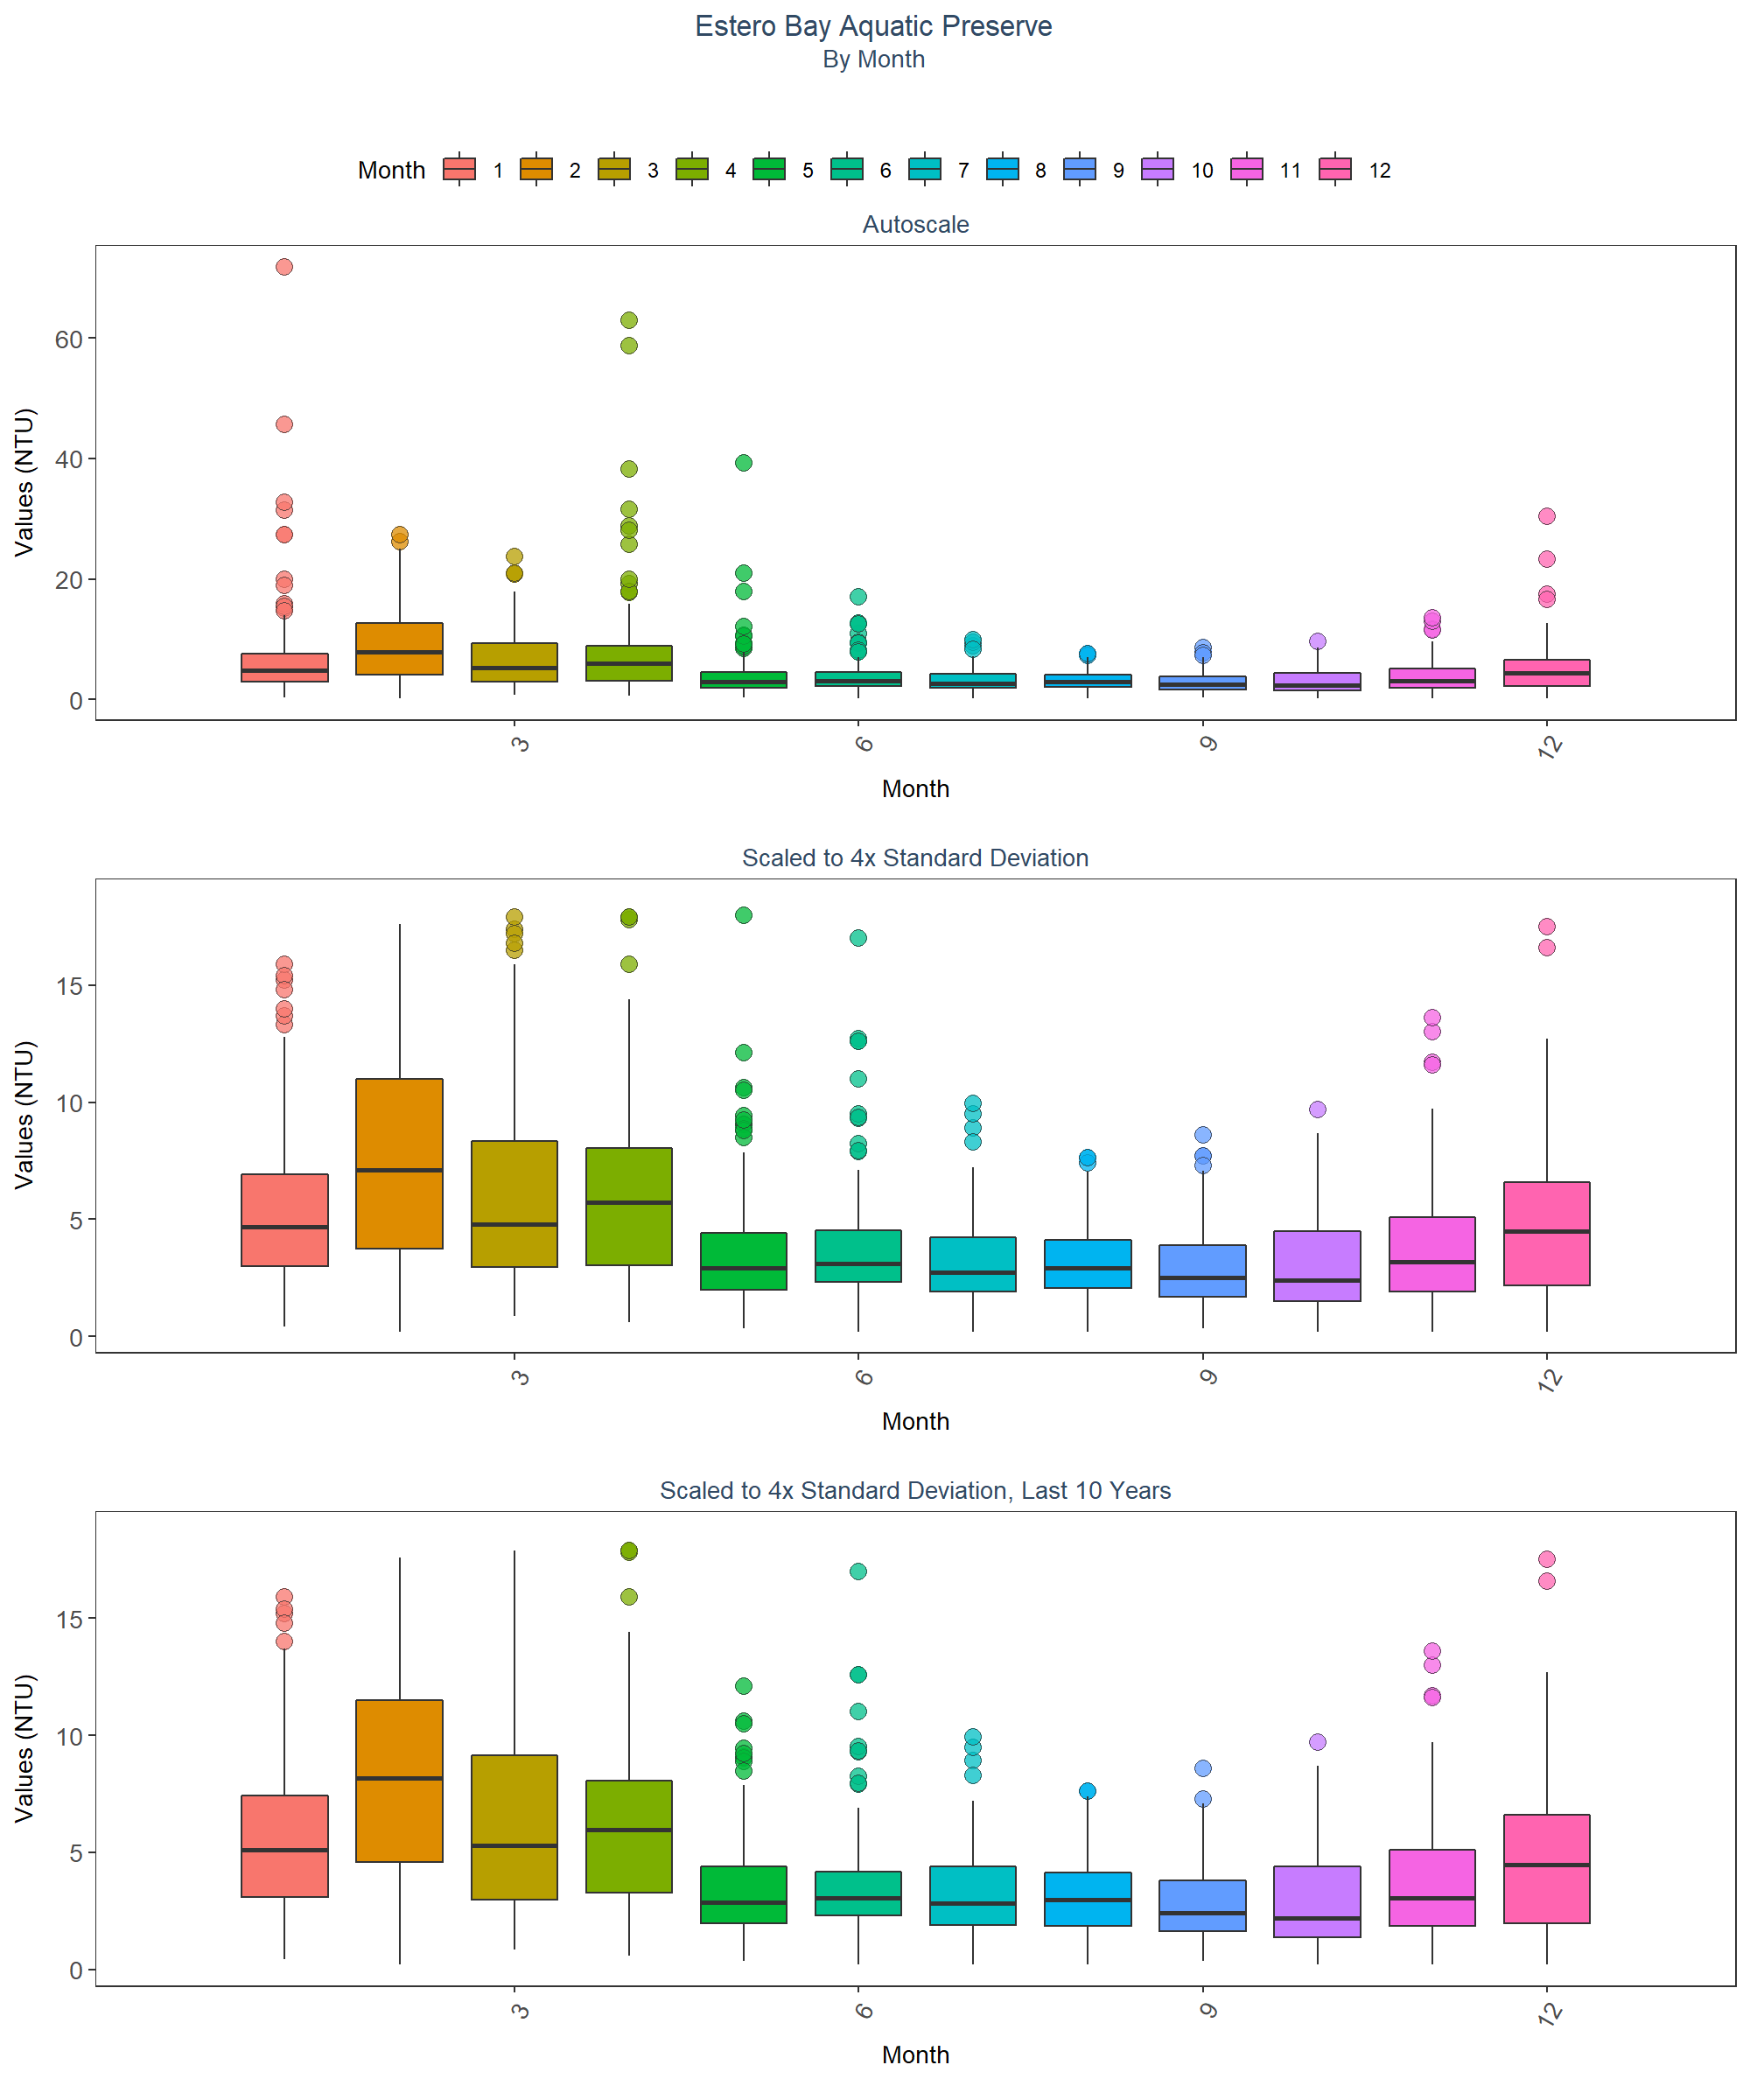 Estero Bay Aquatic Preserve
By Month
Month 1 2 3 4 5 6 7 8 9 10 11 12
Autoscale
Values (NTU)
60
40
20
0
3 6 9 12
Month
Scaled to 4x Standard Deviation
Values (NTU)
15
10
5
0
3 6 9 12
Month
Scaled to 4x Standard Deviation, Last 10 Years
Values (NTU)
15
10
5
0
3 6 9 12
Month